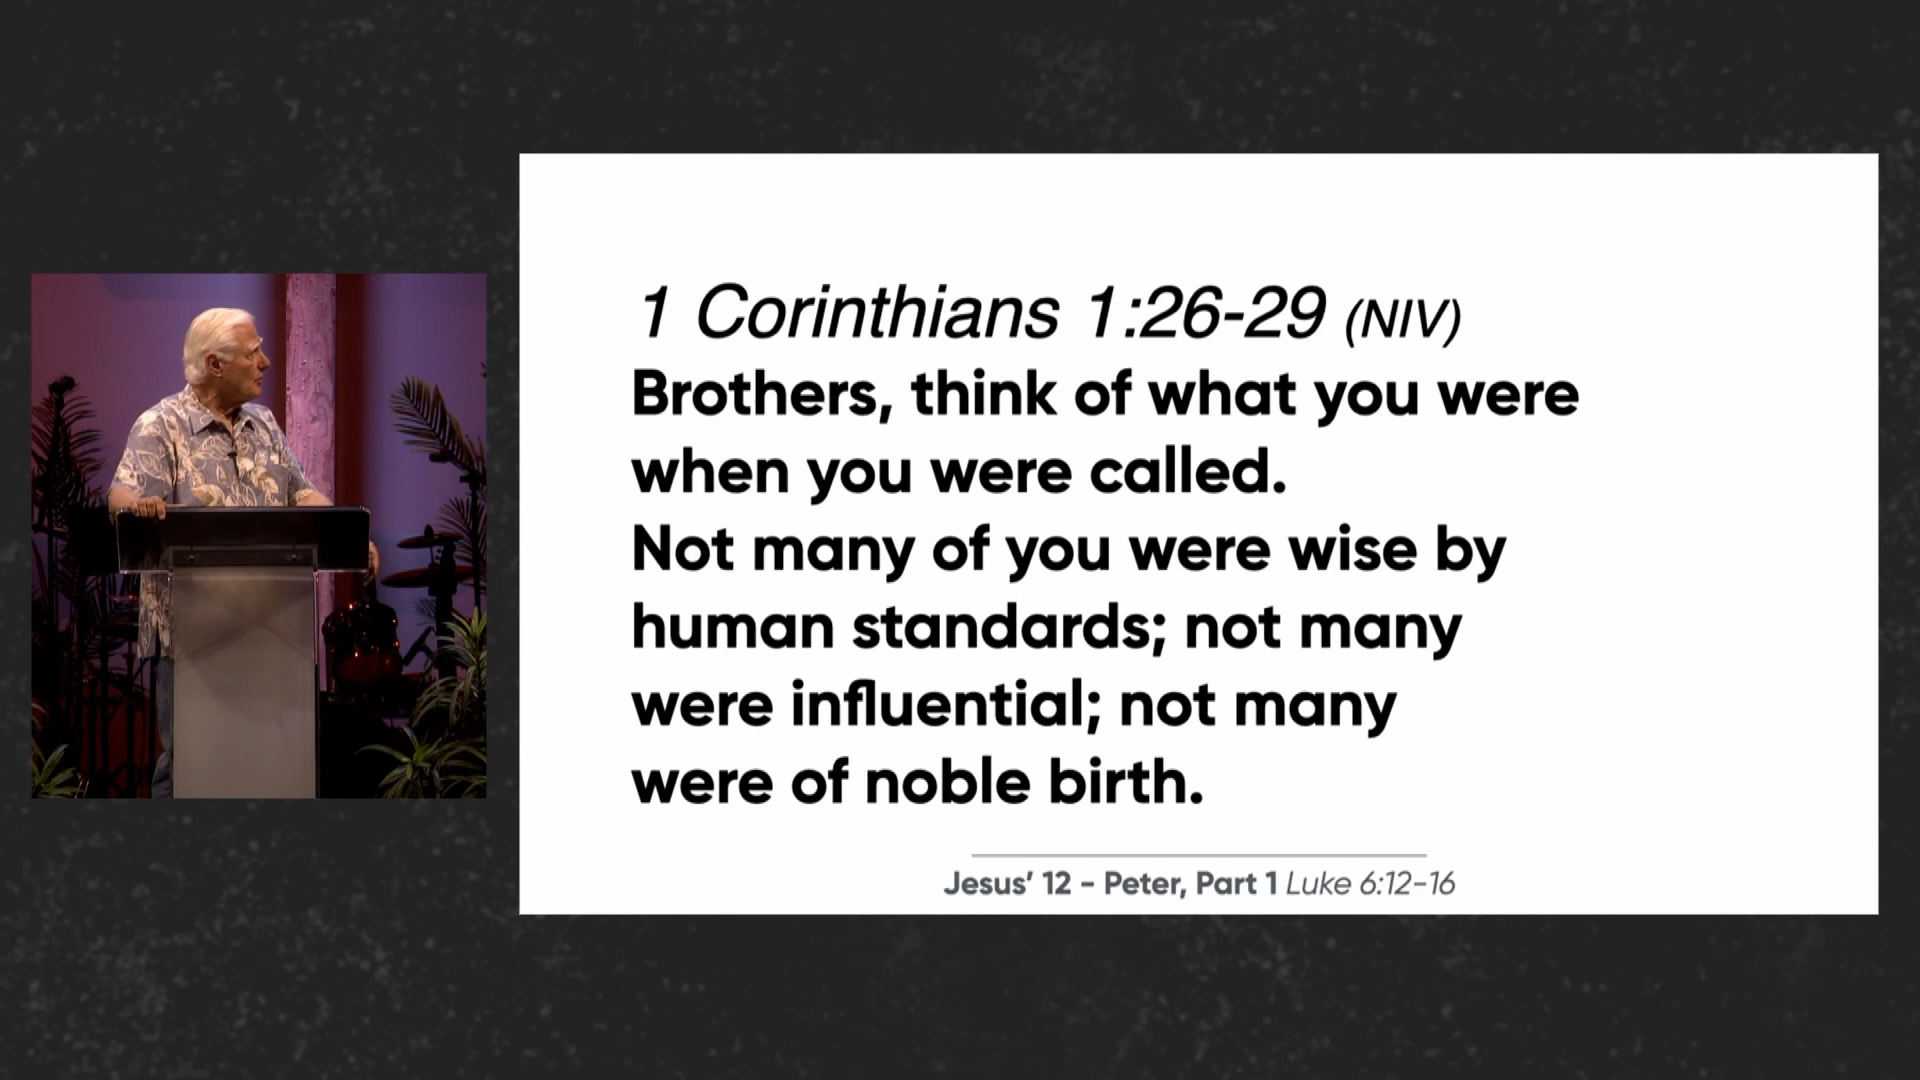 1 Corinthians 1:26-29 (NIV)
Brothers, think of what you were
when you were called.
Not many of you were wise by
human standards; not many
were influential; not many
were of noble birth.
Jesus’ 12 - Peter, Part 1 Luke 6:12-16